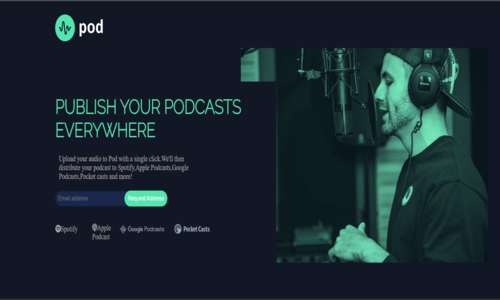 pod
PUBLISH YOUR PODCASTS
EVERYWHERE
Upload your audio to Pod with a single click.We'll then
distribute your podcast to Spotify,Apple Podcasts,Google
Podcasts,Pocket casts and more!
Email address
Request Address
Spotify
Apple
Podcast
Google Podcasts
Pocket Casts